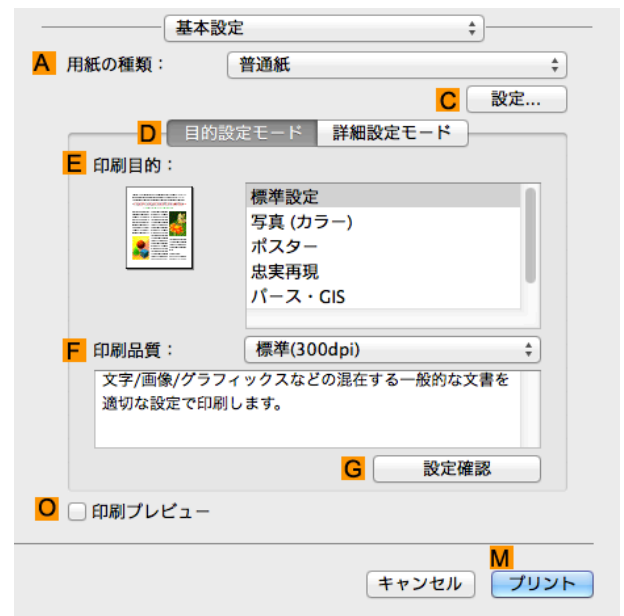 基本設定
A 用紙の種類： 普通紙
C 設定...
D 目的設定モード 詳細設定モード
E 印刷目的：
標準設定
写真 (カラー)
ポスター
忠実再現
パース・GIS
F 印刷品質： 標準(300dpi)
文字/画像/グラフィックスなどの混在する一般的な文書を
適切な設定で印刷します。
G 設定確認
O 印刷プレビュー
M
キャンセル プリント